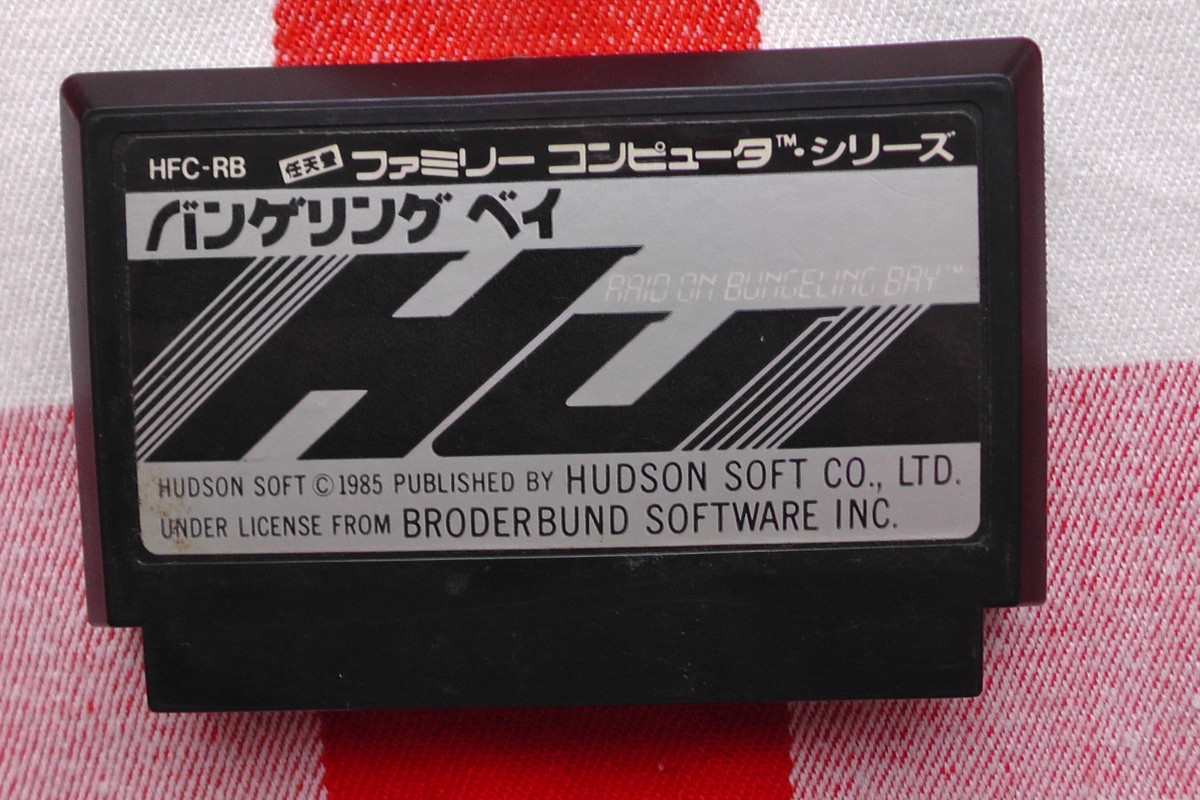 HFC-RB 任天堂 ファミリー コンピュータ™・シリーズ
バンゲリング ベイ
RAID ON BUNGELING BAY™
HU
HUDSON SOFT © 1985 PUBLISHED BY HUDSON SOFT CO., LTD.
UNDER LICENSE FROM BRODERBUND SOFTWARE INC.